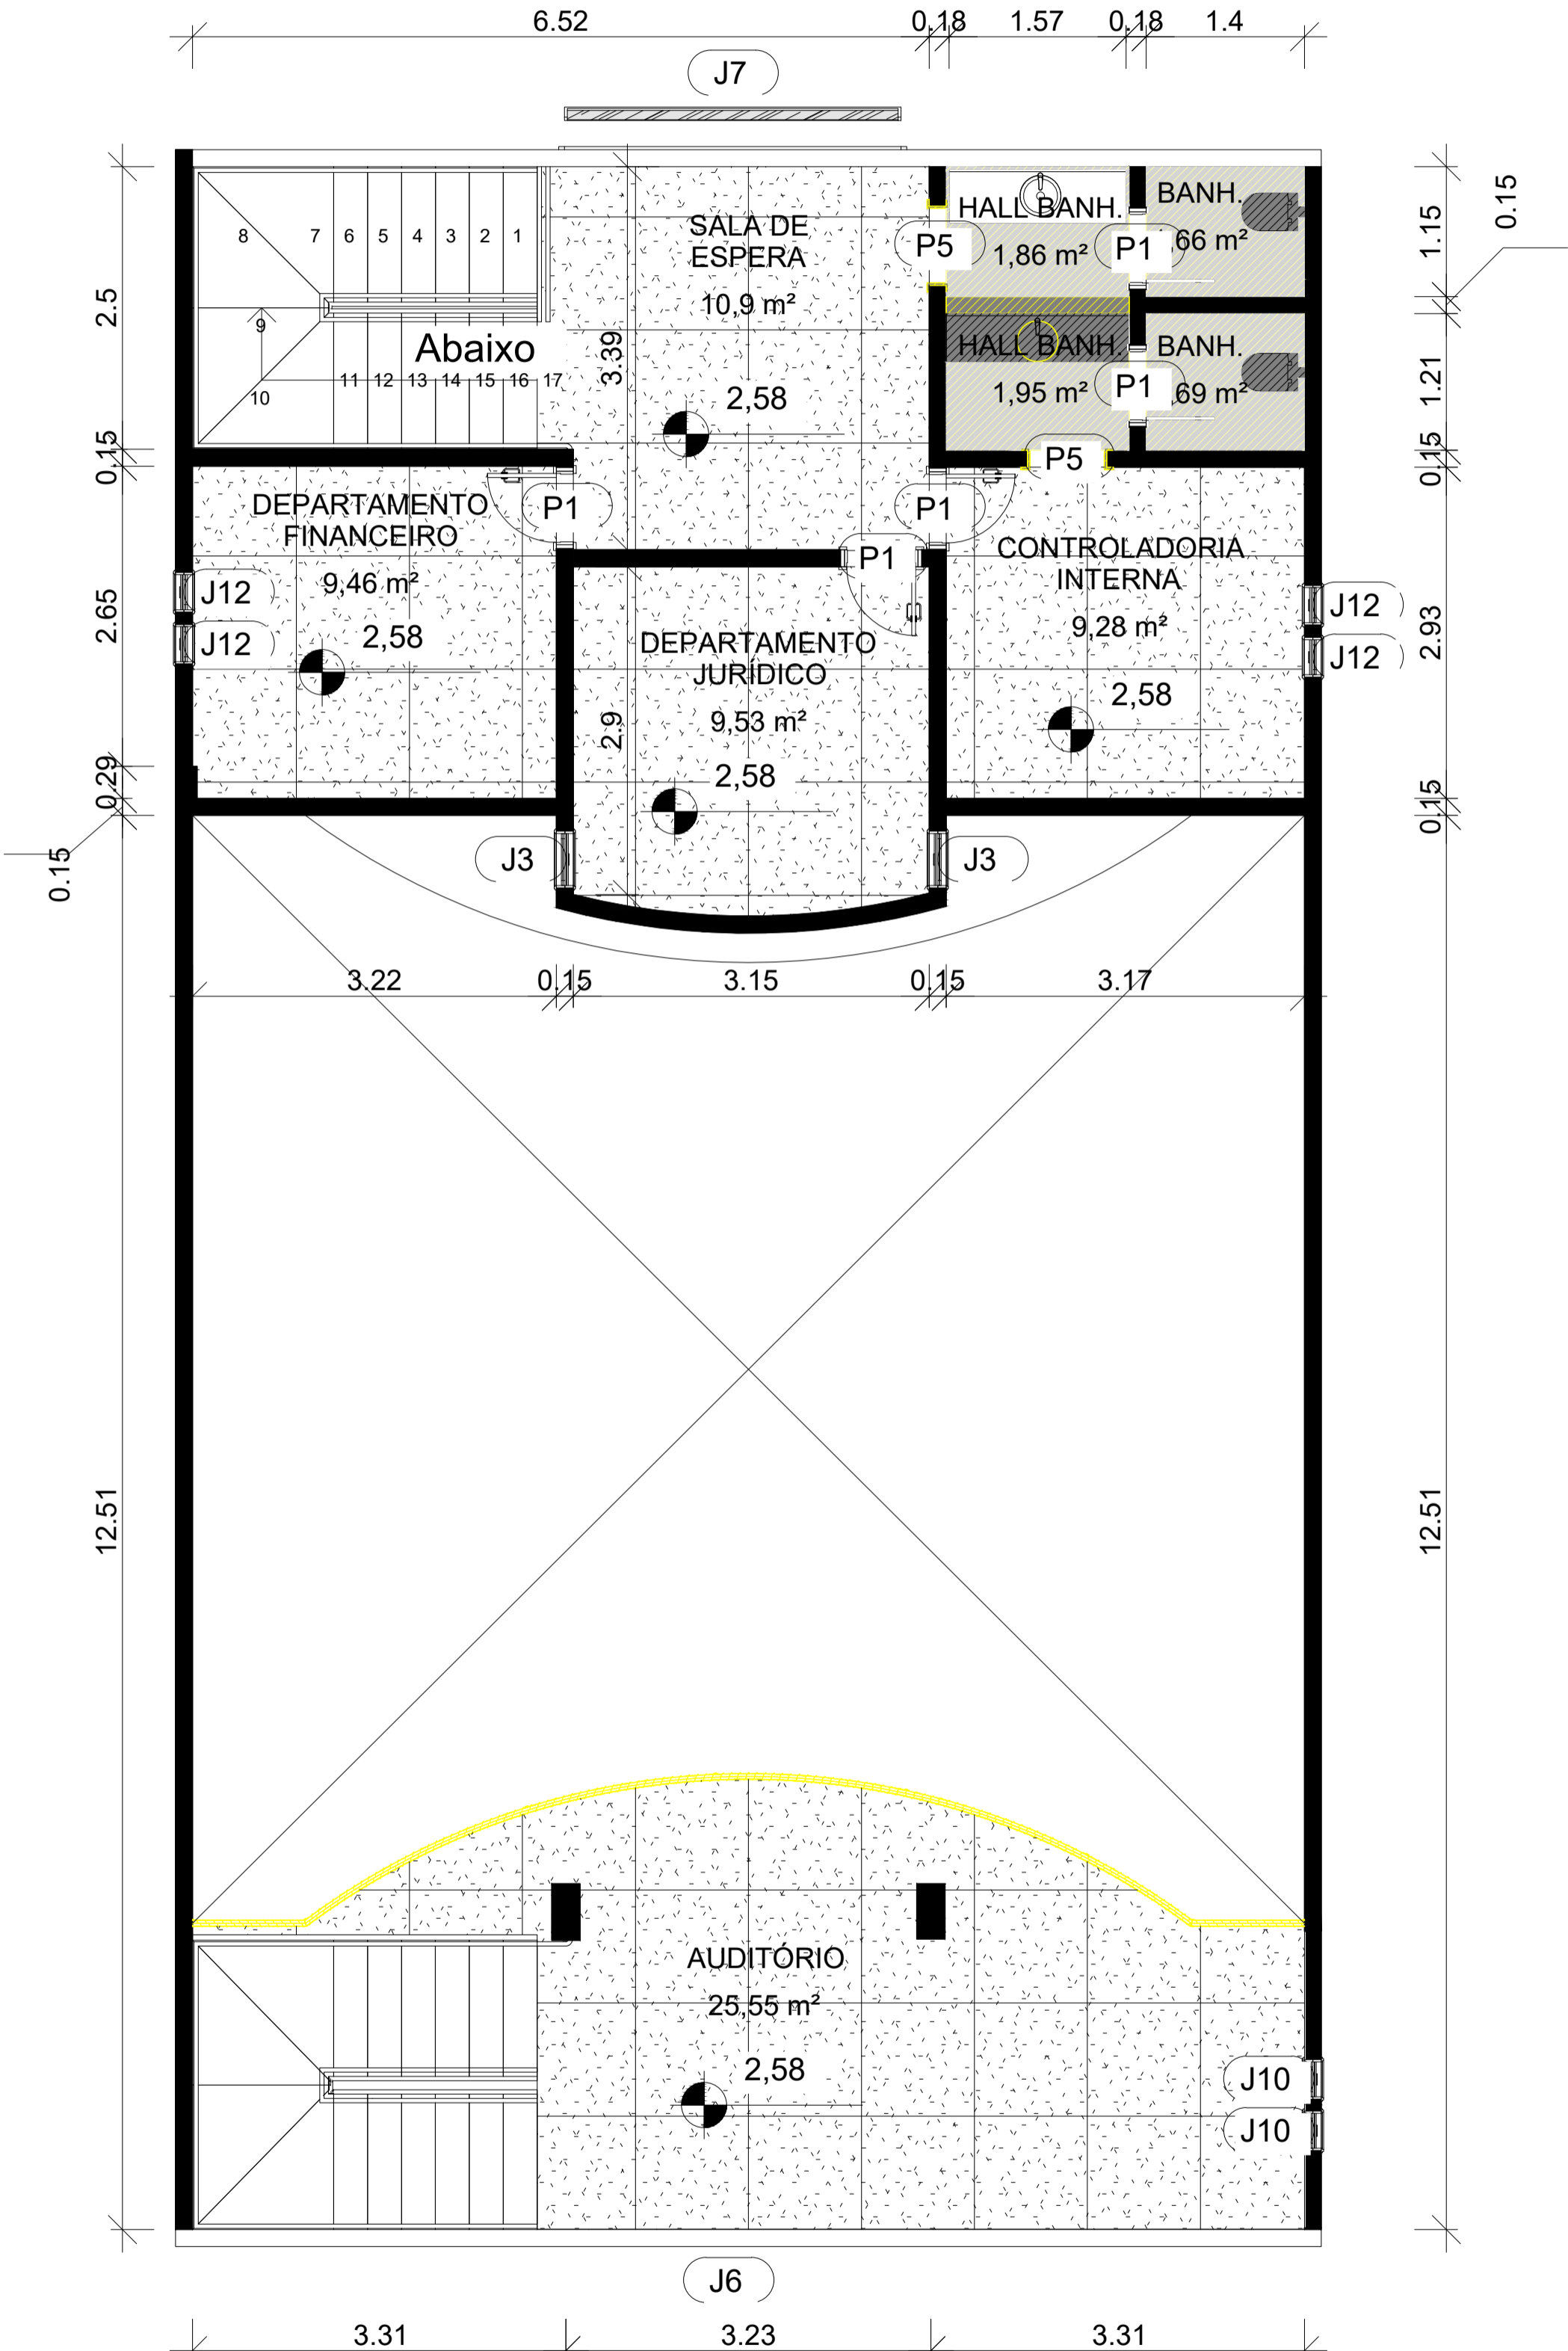 6.52
0.18
1.57
0.18
1.4
J7
8
7
6
5
4
3
2
1
SALA DE
ESPERA
10,9 m²
HALL BANH.
1,86 m²
P5
P1
BANH.
,66 m²
1.15
0.15
2.5
9
Abaixo
10
11
12
13
14
15
16
17
3.39
2,58
HALL BANH.
1,95 m²
P1
BANH.
69 m²
1.21
0.15
P5
0.15
DEPARTAMENTO
FINANCEIRO
9,46 m²
2,58
P1
P1
P1
CONTROLADORIA
INTERNA
9,28 m²
2,58
J12
J12
J12
J12
2.65
2.93
DEPARTAMENTO
JURÍDICO
9,53 m²
2,58
2.9
0.29
0.15
0.15
J3
J3
3.22
0.15
3.15
0.15
3.17
12.51
12.51
AUDITÓRIO
25,55 m²
2,58
J10
J10
J6
3.31
3.23
3.31